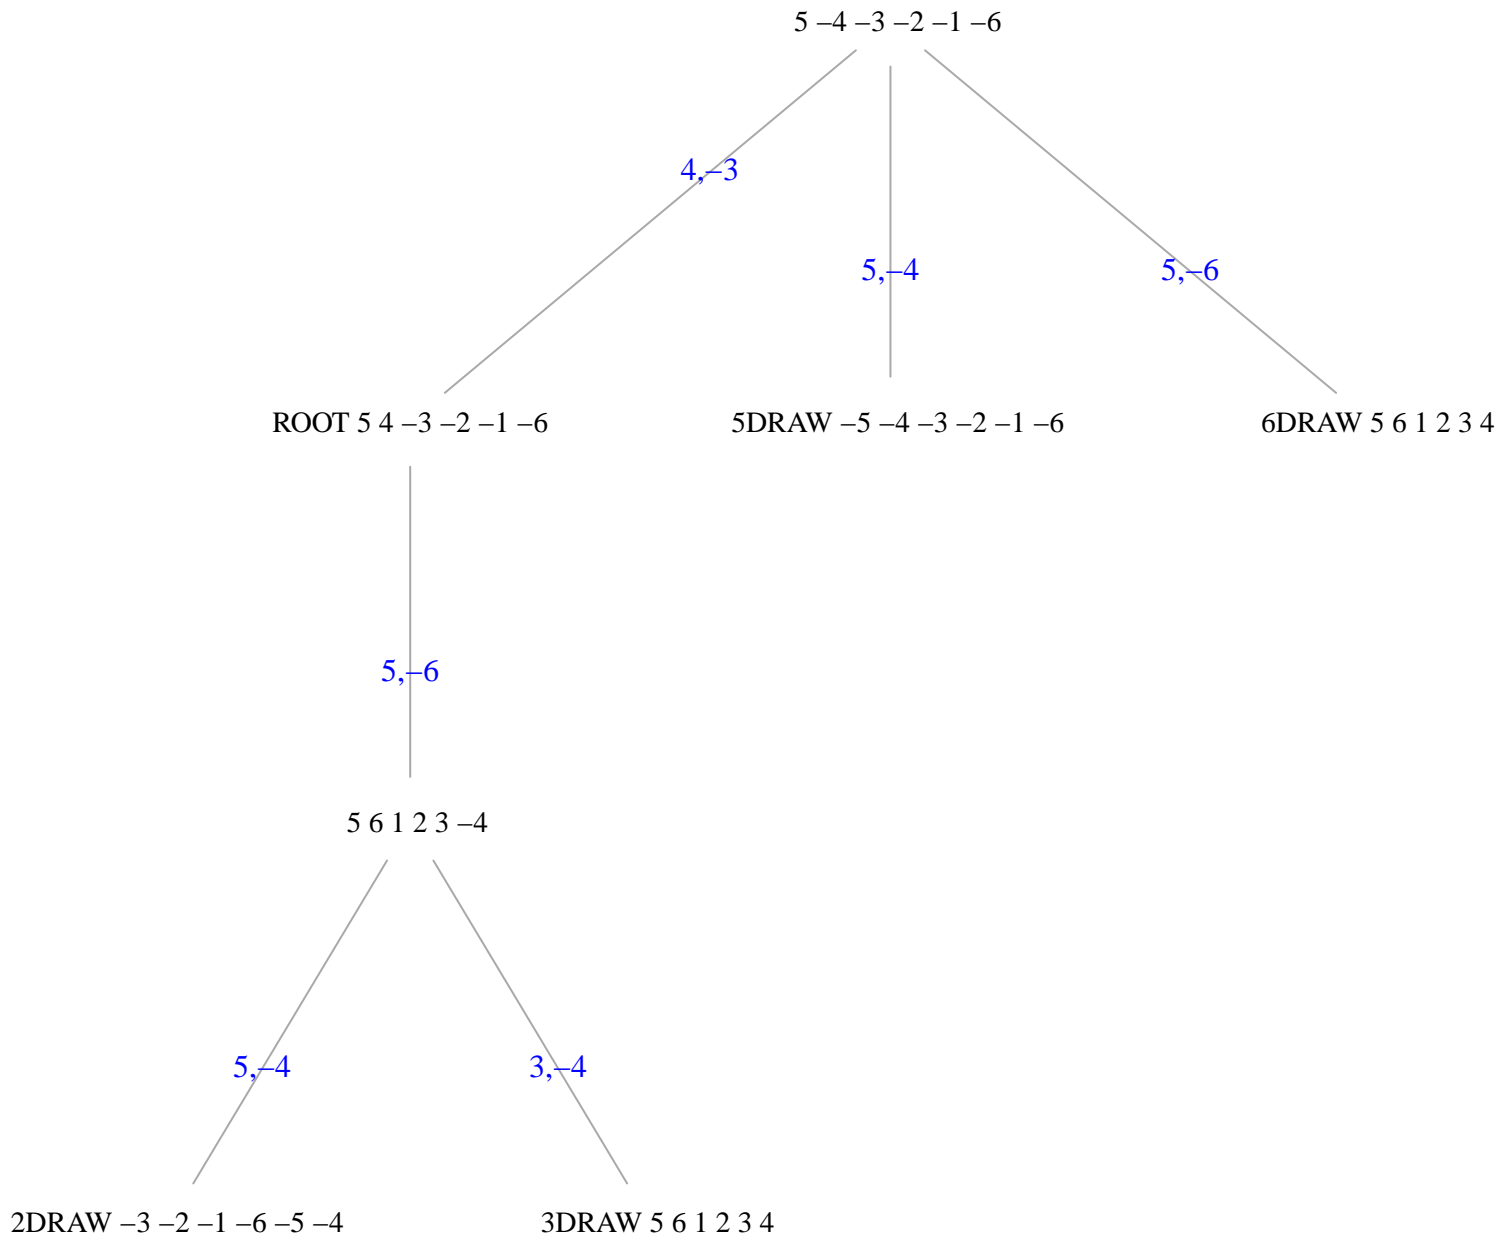 5 –4 –3 –2 –1 –6
4,–3
5,–4
5,–6
ROOT 5 4 –3 –2 –1 –6
5DRAW –5 –4 –3 –2 –1 –6
6DRAW 5 6 1 2 3 4
5,–6
5 6 1 2 3 –4
5,–4
3,–4
2DRAW –3 –2 –1 –6 –5 –4
3DRAW 5 6 1 2 3 4